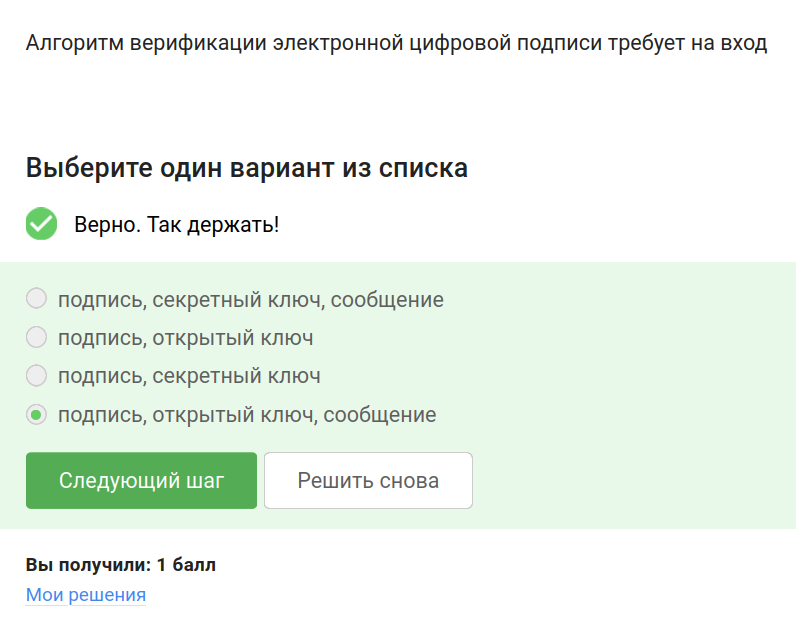 Алгоритм верификации электронной цифровой подписи требует на вход
Выберите один вариант из списка
Верно. Так держать!
подпись, секретный ключ, сообщение
подпись, открытый ключ
подпись, секретный ключ
подпись, открытый ключ, сообщение
Следующий шаг
Решить снова
Вы получили: 1 балл
Мои решения